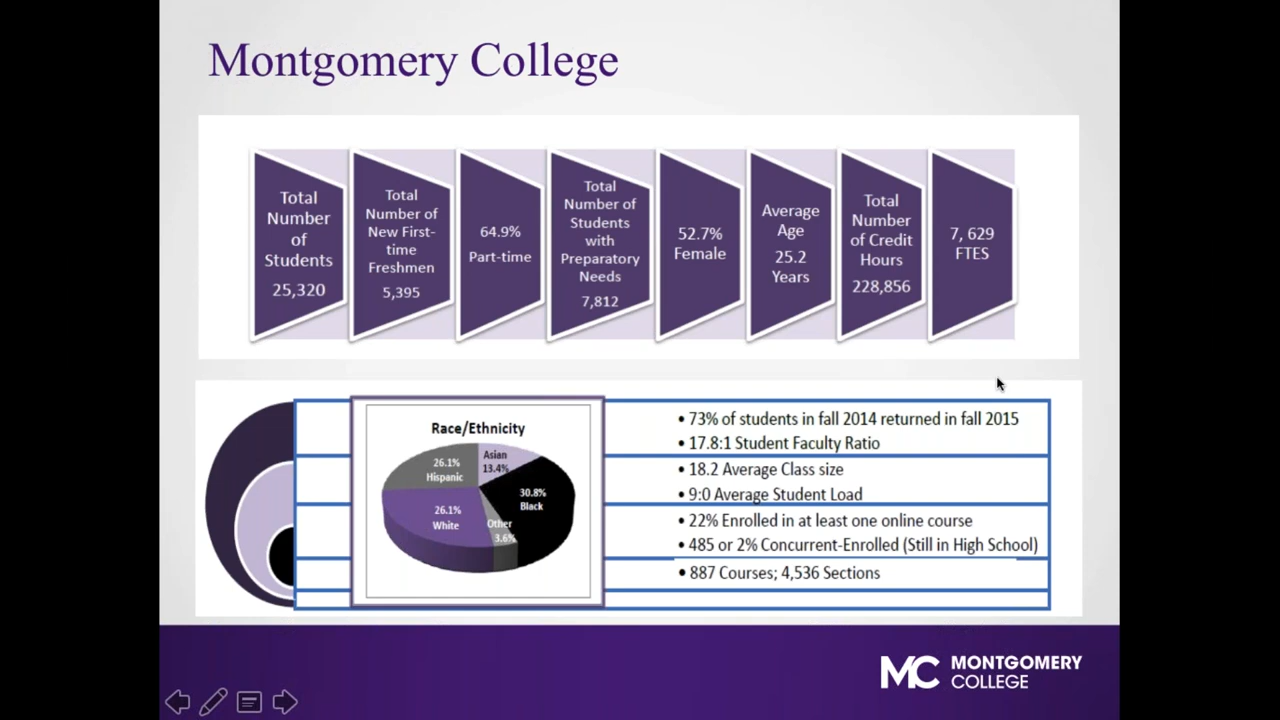 Montgomery College
Total
Number
of
Students
25,320
Total
Number of
New First-
time
Freshmen
5,395
64.9%
Part-time
Total
Number of
Students
with
Preparatory
Needs
7,812
52.7%
Female
Average
Age
25.2
Years
Total
Number
of Credit
Hours
228,856
7, 629
FTES
Race/Ethnicity
Asian
13.4%
30.8%
Black
Other
3.6%
26.1%
White
26.1%
Hispanic
• 73% of students in fall 2014 returned in fall 2015
• 17.8:1 Student Faculty Ratio
• 18.2 Average Class size
• 9:0 Average Student Load
• 22% Enrolled in at least one online course
• 485 or 2% Concurrent-Enrolled (Still in High School)
• 887 Courses; 4,536 Sections
MC MONTGOMERY
COLLEGE